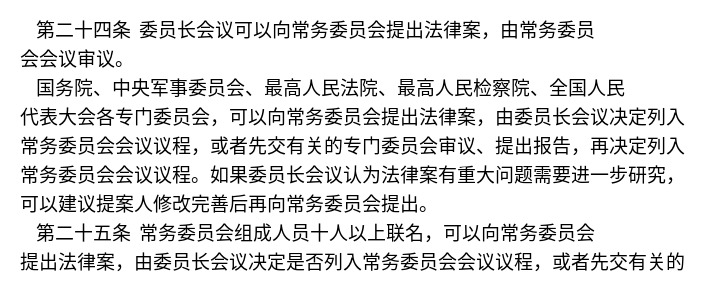 第二十四条 委员长会议可以向常务委员会提出法律案，由常务委员
会会议审议。
国务院、中央军事委员会、最高人民法院、最高人民检察院、全国人民
代表大会各专门委员会，可以向常务委员会提出法律案，由委员长会议决定列入
常务委员会会议议程，或者先交有关的专门委员会审议、提出报告，再决定列入
常务委员会会议议程。如果委员长会议认为法律案有重大问题需要进一步研究，
可以建议提案人修改完善后再向常务委员会提出。
第二十五条 常务委员会组成人员十人以上联名，可以向常务委员会
提出法律案，由委员长会议决定是否列入常务委员会会议议程，或者先交有关的